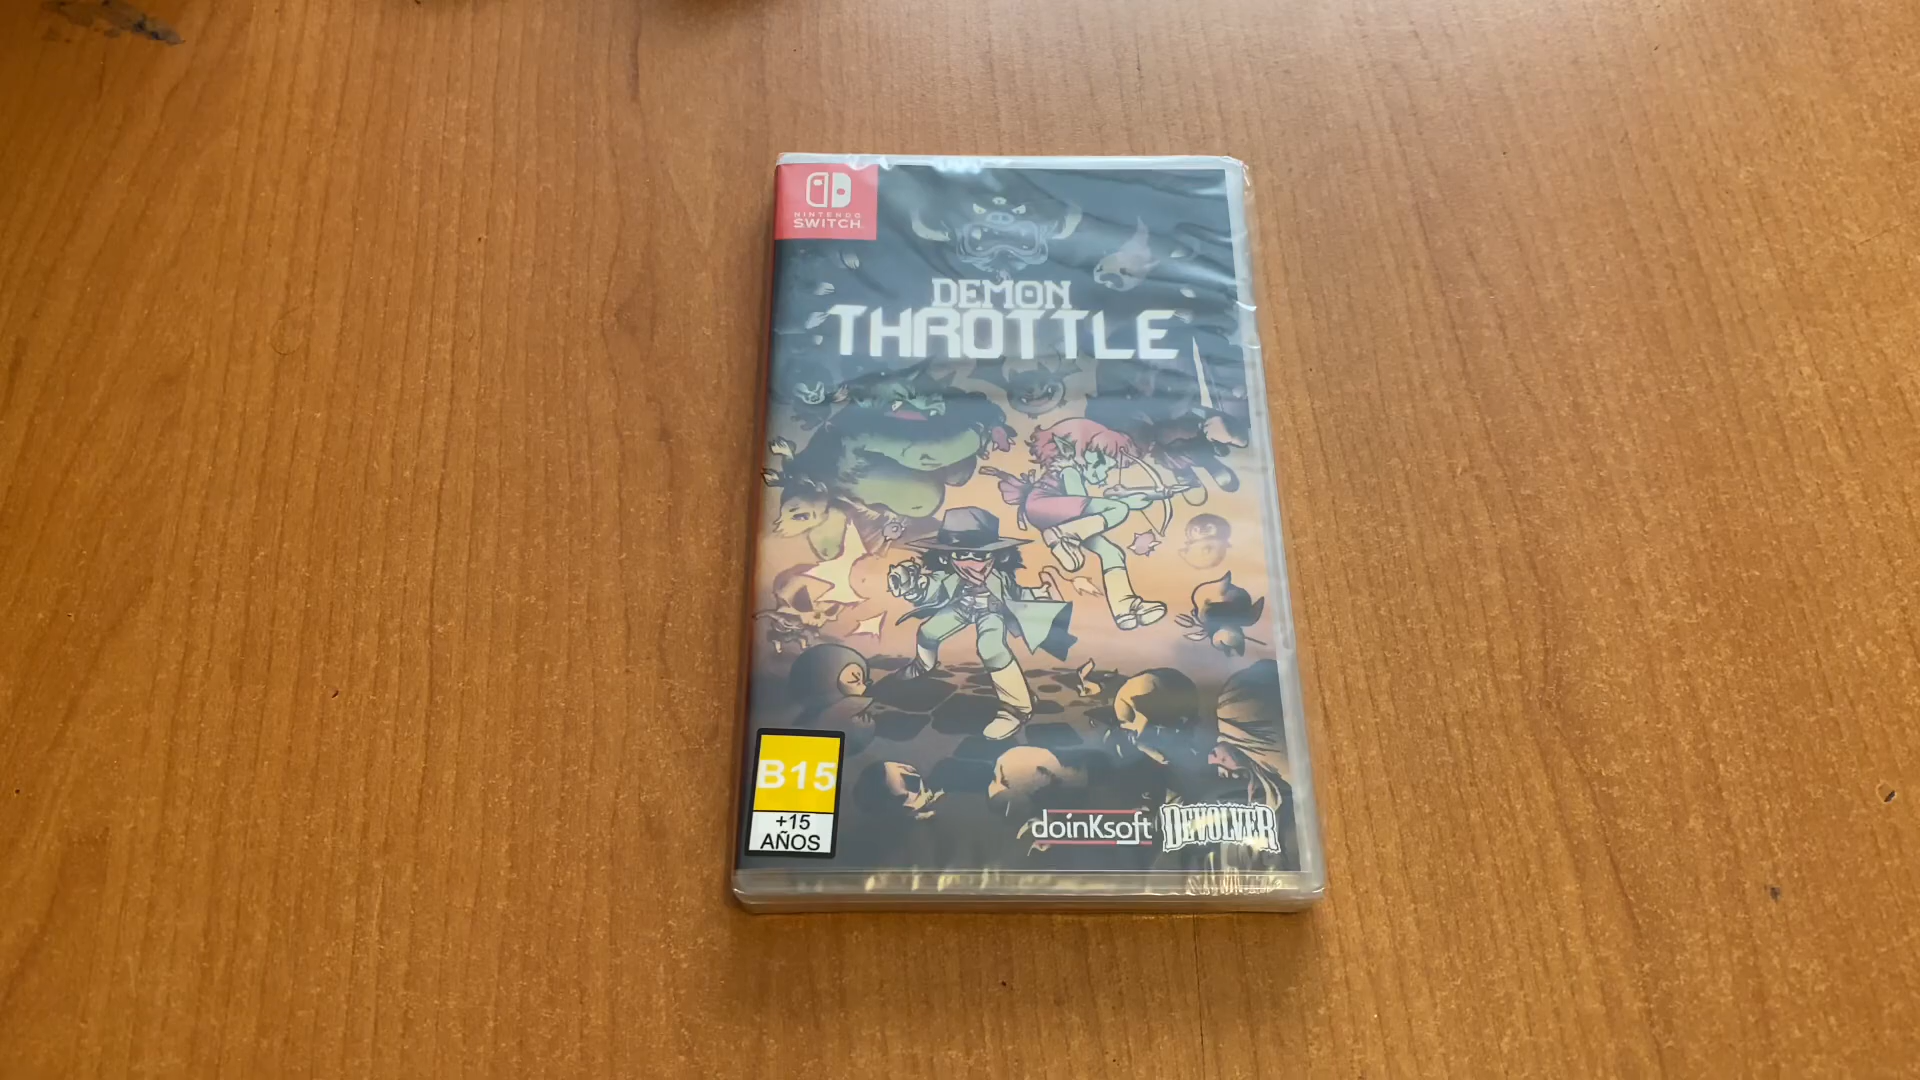 NINTENDO
SWITCH
DEMON
THROTTLE
B15
+15
AÑOS
doinksoft DEVOLVER